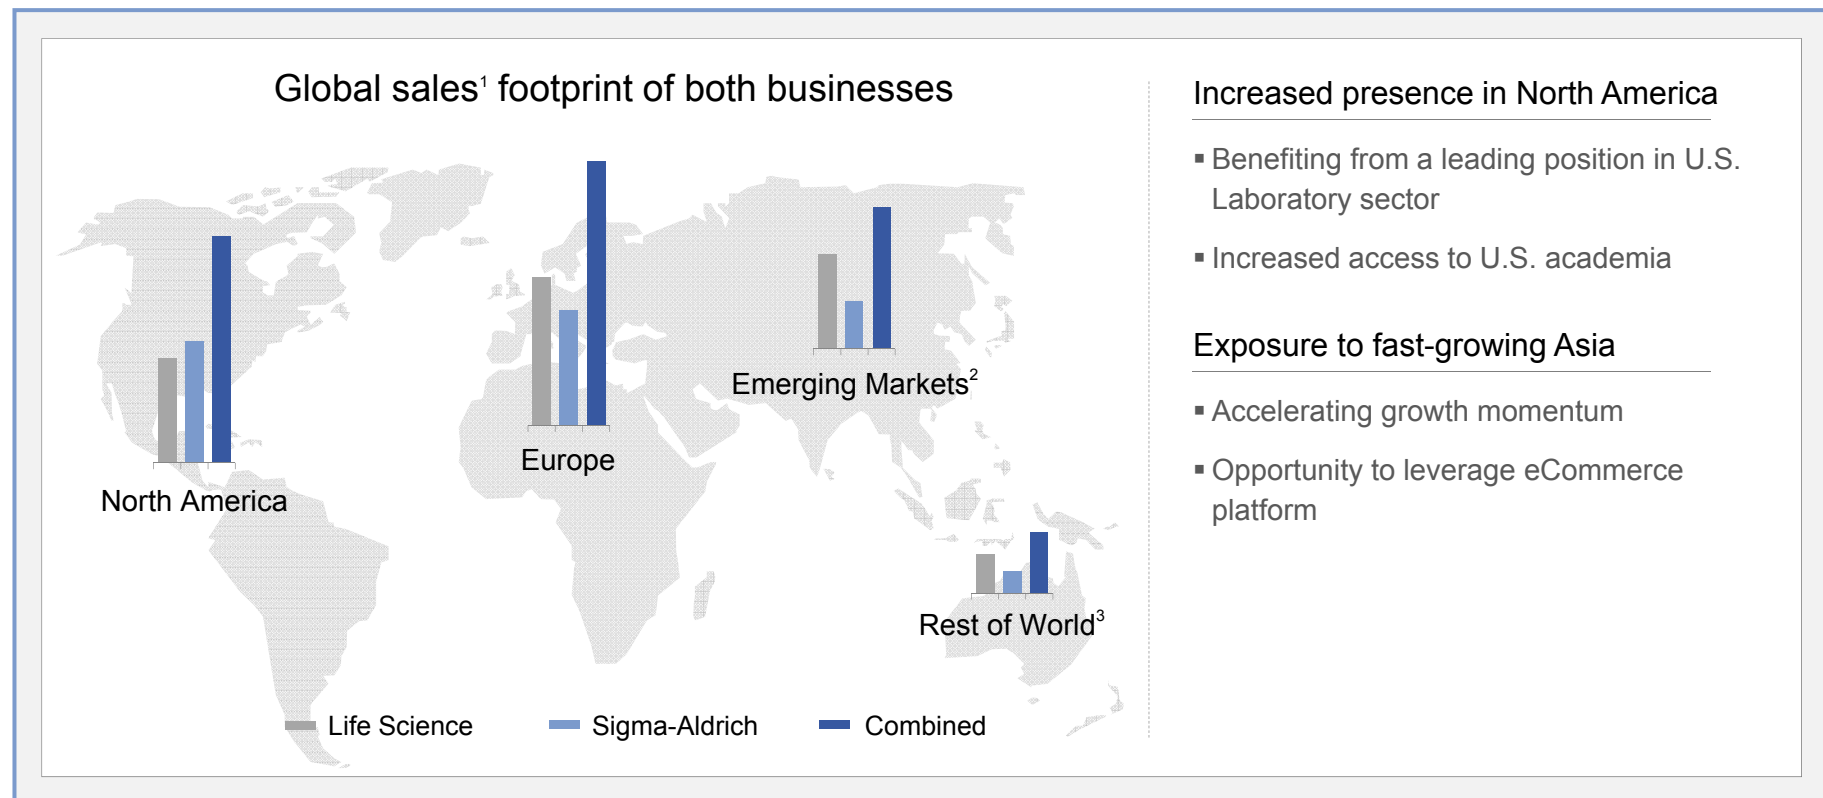 Global sales¹ footprint of both businesses
North America
Europe
Emerging Markets²
Rest of World³
Life Science
Sigma-Aldrich
Combined
Increased presence in North America
▪ Benefiting from a leading position in U.S.
Laboratory sector
▪ Increased access to U.S. academia
Exposure to fast-growing Asia
▪ Accelerating growth momentum
▪ Opportunity to leverage eCommerce
platform